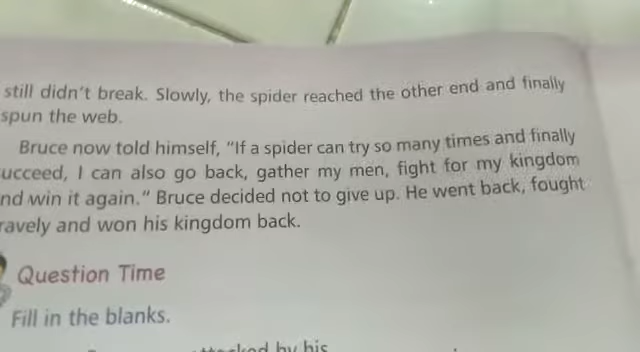 still didn't break. Slowly, the spider reached the other end and finally
spun the web.
Bruce now told himself, "If a spider can try so many times and finally
ucceed, I can also go back, gather my men, fight for my kingdom
nd win it again." Bruce decided not to give up. He went back, fought
ravely and won his kingdom back.
Question Time
Fill in the blanks.
attacked by his